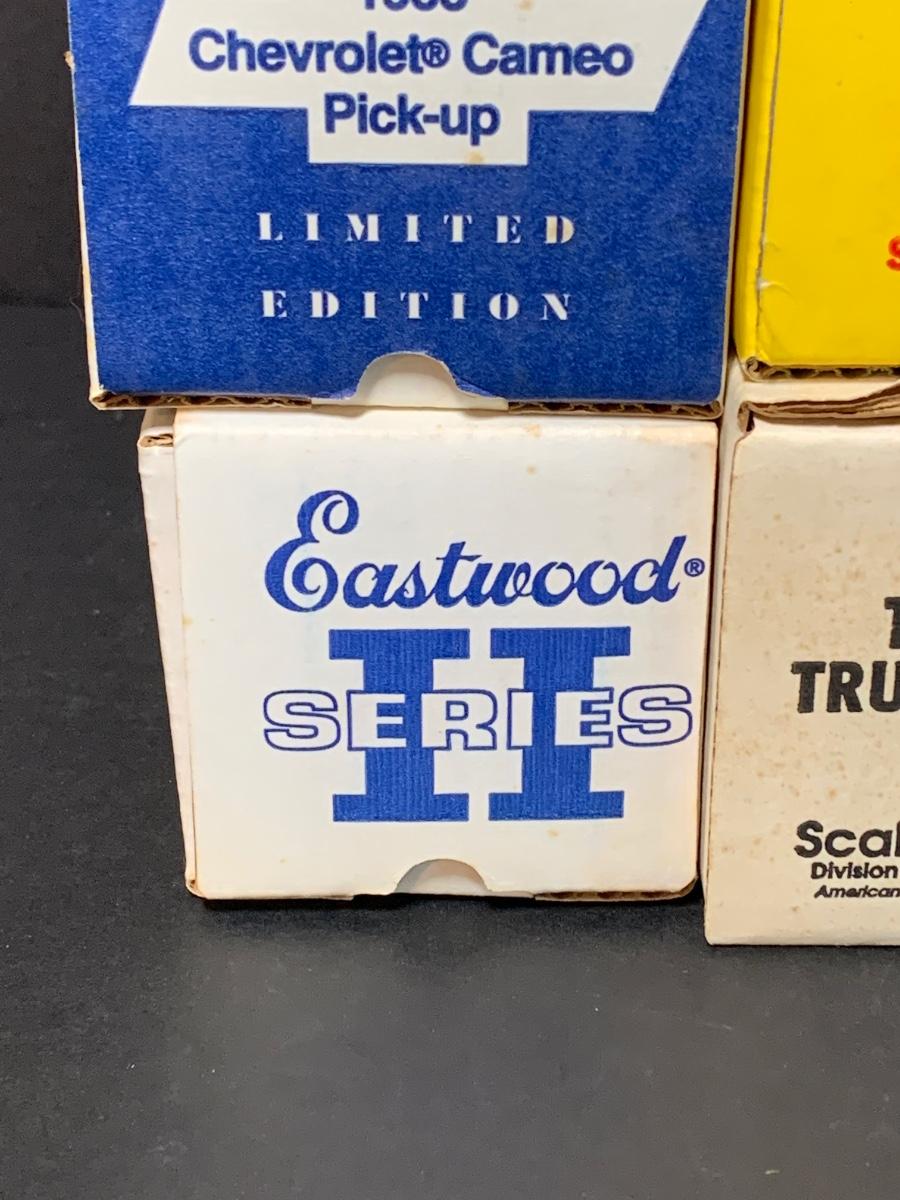 Chevrolet® Cameo
Pick-up
LIMITED
EDITION
Eastwood®
II
SERIES
TRU
Scal
Division
American